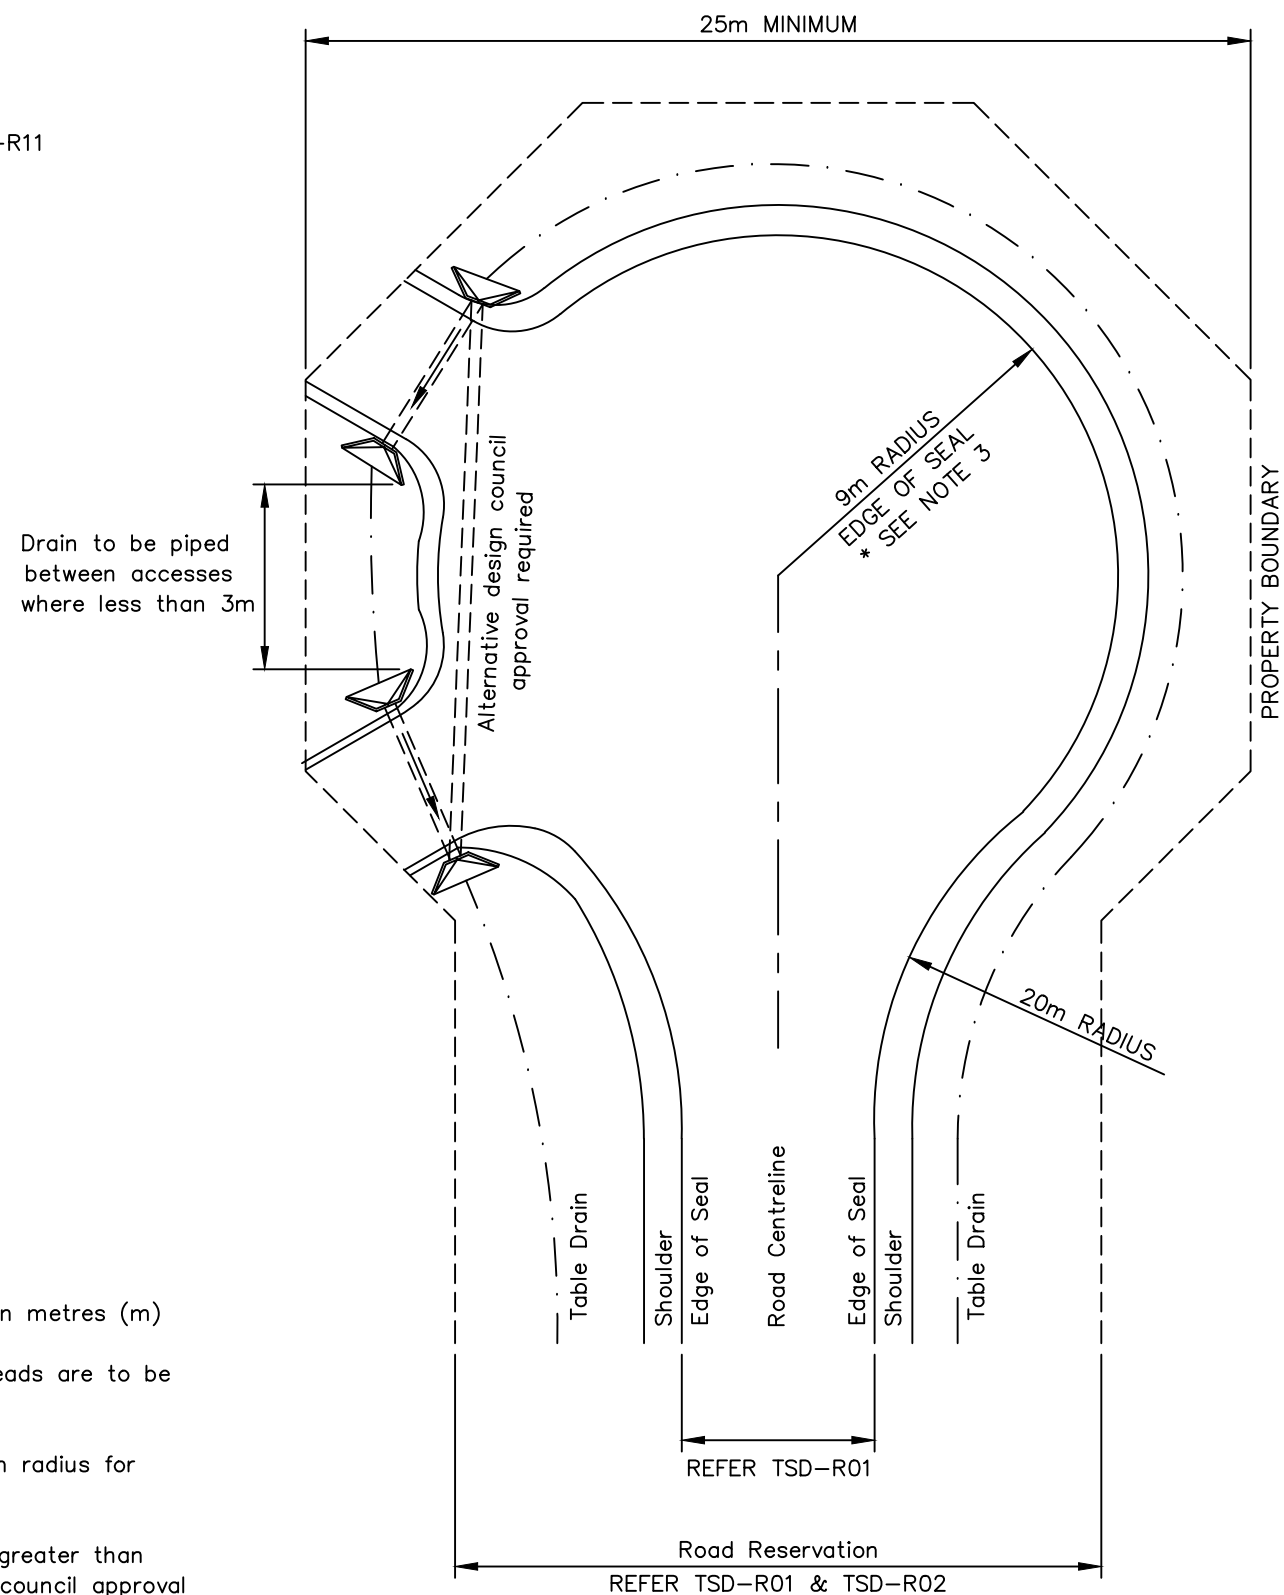 25m MINIMUM
-R11
9m RADIUS
EDGE OF SEAL
* SEE NOTE 3
PROPERTY BOUNDARY
Alternative design council
approval required
Drain to be piped
between accesses
where less than 3m
20m RADIUS
Table Drain
Shoulder
Edge of Seal
Road Centreline
Edge of Seal
Shoulder
Table Drain
n metres (m)
eads are to be
radius for
greater than
council approval
REFER TSD-R01
Road Reservation
REFER TSD-R01 & TSD-R02